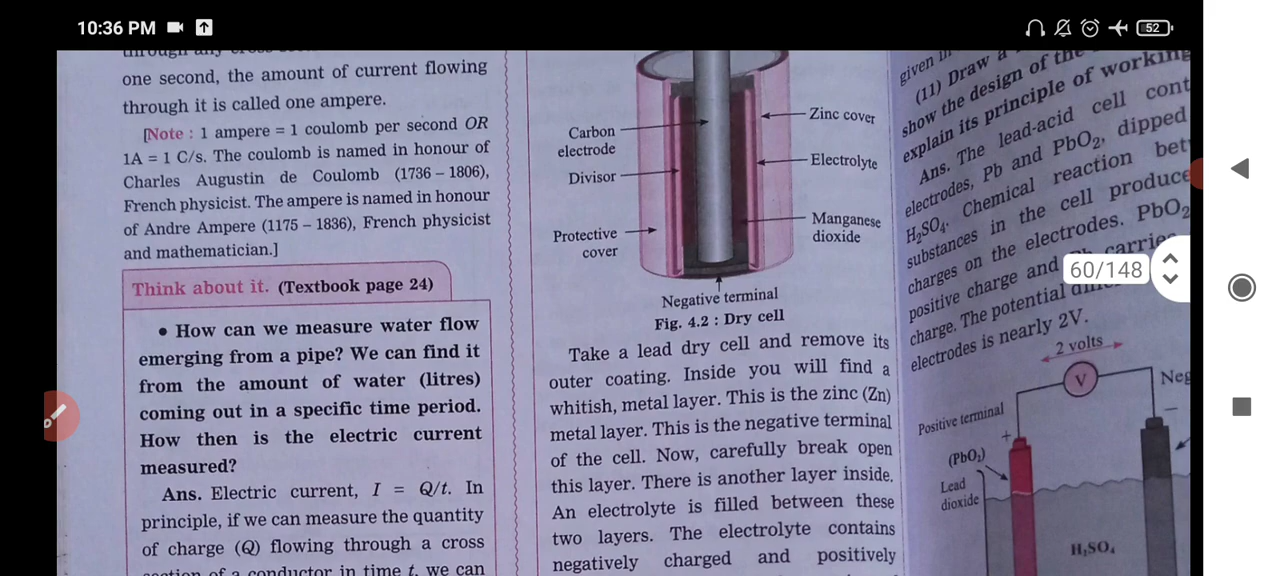 10:36 PM
52
one second, the amount of current flowing
through it is called one ampere.
[Note : 1 ampere = 1 coulomb per second OR
1A = 1 C/s. The coulomb is named in honour of
Charles Augustin de Coulomb (1736 – 1806),
French physicist. The ampere is named in honour
of Andre Ampere (1175 – 1836), French physicist
and mathematician.]
Think about it. (Textbook page 24)
• How can we measure water flow
emerging from a pipe? We can find it
from the amount of water (litres)
coming out in a specific time period.
How then is the electric current
measured?
Ans. Electric current, I = Q/t. In
principle, if we can measure the quantity
of charge (Q) flowing through a cross
section of a conductor in time t, we can
Carbon
electrode
Divisor
Protective
cover
Zinc cover
Electrolyte
Manganese
dioxide
Negative terminal
Fig. 4.2 : Dry cell
Take a lead dry cell and remove its
outer coating. Inside you will find a
whitish, metal layer. This is the zinc (Zn)
metal layer. This is the negative terminal
of the cell. Now, carefully break open
this layer. There is another layer inside.
An electrolyte is filled between these
two layers. The electrolyte contains
negatively charged and positively
given
(11) Draw a
show the design of the
explain its principle of working
Ans. The lead-acid cell cont
electrodes, Pb and PbO₂, dipped
H₂SO₄. Chemical reaction bet
substances in the cell produce
charges on the electrodes. PbO₂
positive charge and carries
charge. The potential
electrodes is nearly 2V.
60/148
2 volts
V
Neg
Positive terminal
+
−
(PbO₂)
Lead
dioxide
H₂SO₄